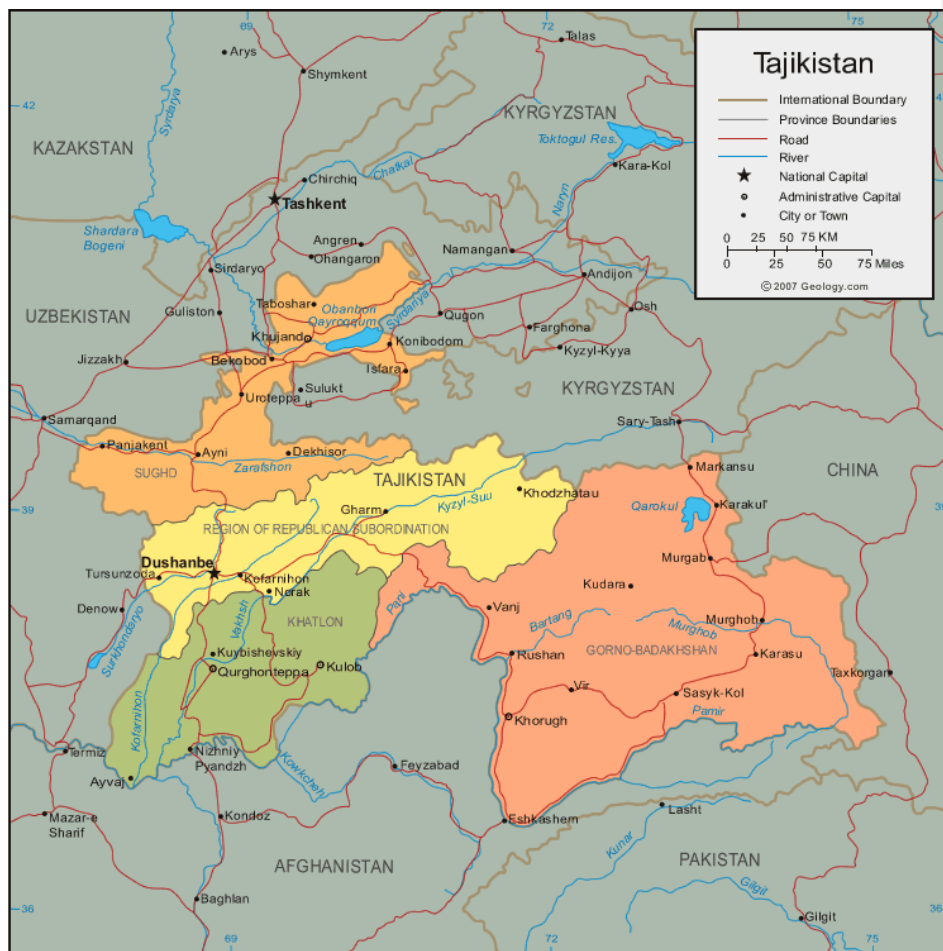 69
72
75
Tajikistan
International Boundary
Province Boundaries
Road
River
National Capital
Administrative Capital
City or Town
0 25 50 75 KM
0 25 50 75 Miles
© 2007 Geology.com
Arys
Talas
Shymkent
42
Syrdarya
KYRGYZSTAN
Toktogul Res.
KAZAKSTAN
Kara-Kol
Chatkal
Chirchiq
Naryn
Tashkent
Shardara
Bogeni
Angren
Ohangaron
Namangan
Sirdaryo
Andijon
Taboshar
Obanbon
Qayroqqum
Syrdariya
UZBEKISTAN
Guliston
Qugon
Osh
Farghona
Khujand
Konibodom
Kyzyl-Kyya
Jizzakh
Bekobod
Isfara
Sulukt
u
Uroteppa
KYRGYZSTAN
Samarqand
Sary-Tash
Panjakent
Ayni
Dekhisor
SUGHD
Zarafshon
Markansu
CHINA
TAJIKISTAN
Khodzhatau
Kyzyl-Suu
Qarokul
Karakul'
39
39
Gharm
REGION OF REPUBLICAN SUBORDINATION
Dushanbe
Murgab
Tursunzoda
Kofarnihon
Norak
Kudara
Denow
Surkhondaryo
Vakhsh
KHATLON
Panj
Vanj
Bartang
Murghob
Murghob
Kuybishevskiy
Qurghonteppa
Kulob
Rushan
GORNO-BADAKHSHAN
Karasu
Taxkorgan
Vir
Sasyk-Kol
Kofarnihon
Khorugh
Pamir
Termiz
Nizhniy
Pyandzh
Ayvaj
Kowkcheh
Feyzabad
Mazar-e
Sharif
Kondoz
Eshkashem
Lasht
Kunar
AFGHANISTAN
PAKISTAN
Gilgit
Baghlan
36
36
Gilgit
69
72
75